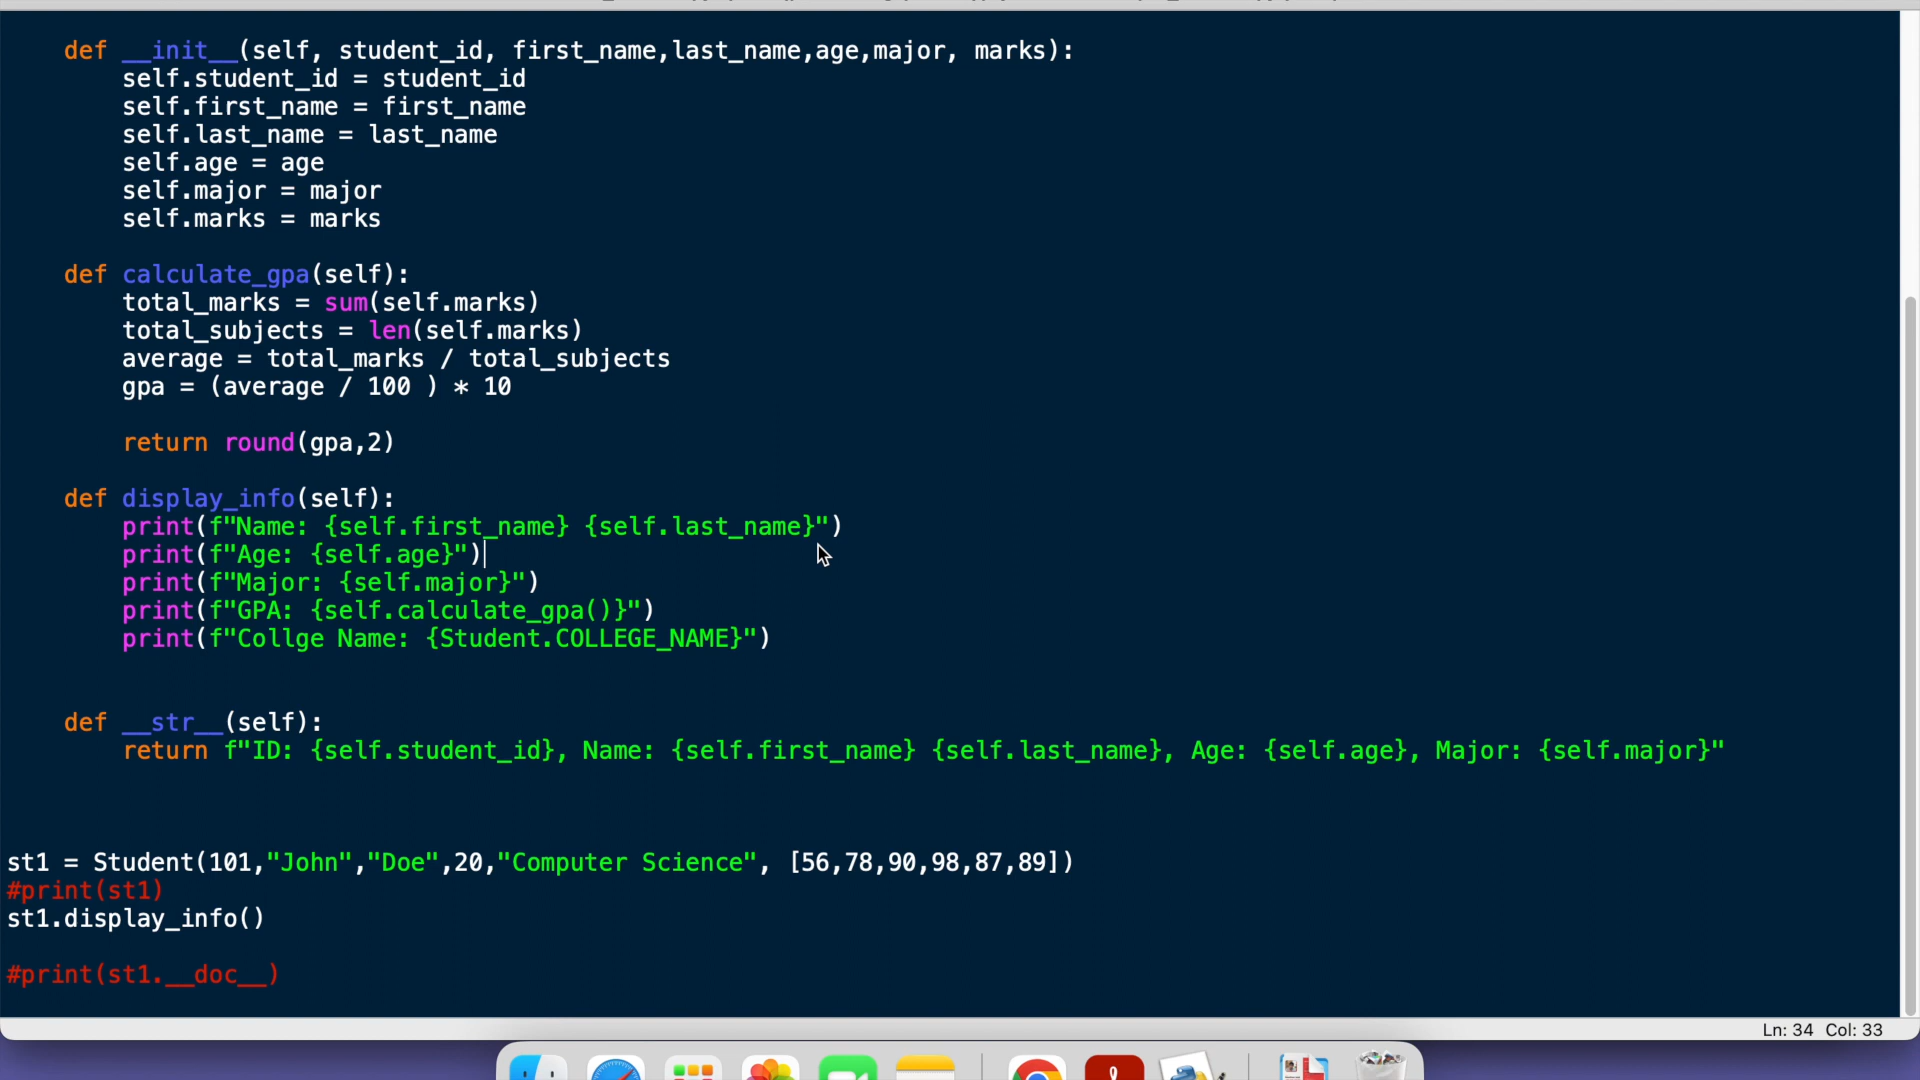 def __init__(self, student_id, first_name,last_name,age,major, marks):
self.student_id = student_id
self.first_name = first_name
self.last_name = last_name
self.age = age
self.major = major
self.marks = marks
def calculate_gpa(self):
total_marks = sum(self.marks)
total_subjects = len(self.marks)
average = total_marks / total_subjects
gpa = (average / 100 ) * 10
return round(gpa,2)
def display_info(self):
print(f"Name: {self.first_name} {self.last_name}")
print(f"Age: {self.age}")
print(f"Major: {self.major}")
print(f"GPA: {self.calculate_gpa()}")
print(f"Collge Name: {Student.COLLEGE_NAME}")
def __str__(self):
return f"ID: {self.student_id}, Name: {self.first_name} {self.last_name}, Age: {self.age}, Major: {self.major}"
st1 = Student(101,"John","Doe",20,"Computer Science", [56,78,90,98,87,89])
#print(st1)
st1.display_info()
#print(st1.__doc__)
Ln: 34 Col: 33